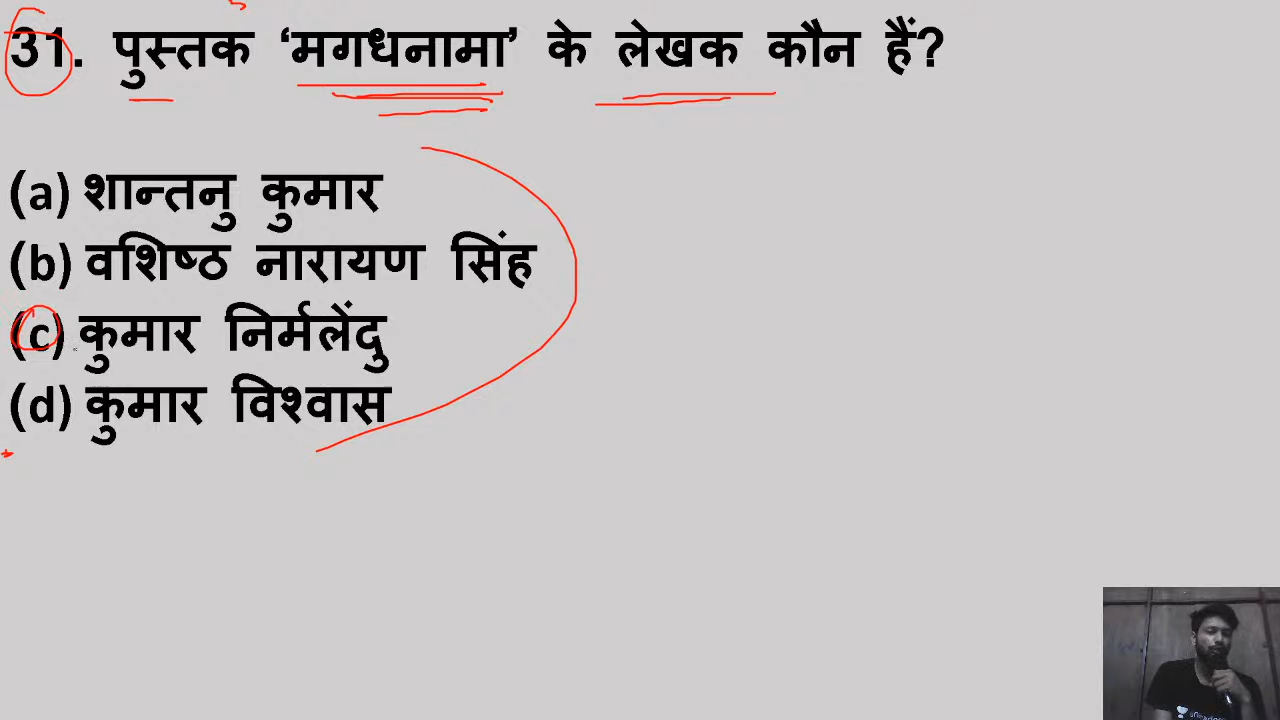 31. पुस्तक ‘मगधनामा’ के लेखक कौन हैं?
(a) शान्तनु कुमार
(b) वशिष्ठ नारायण सिंह
(c) कुमार निर्मलेंदु
(d) कुमार विश्वास